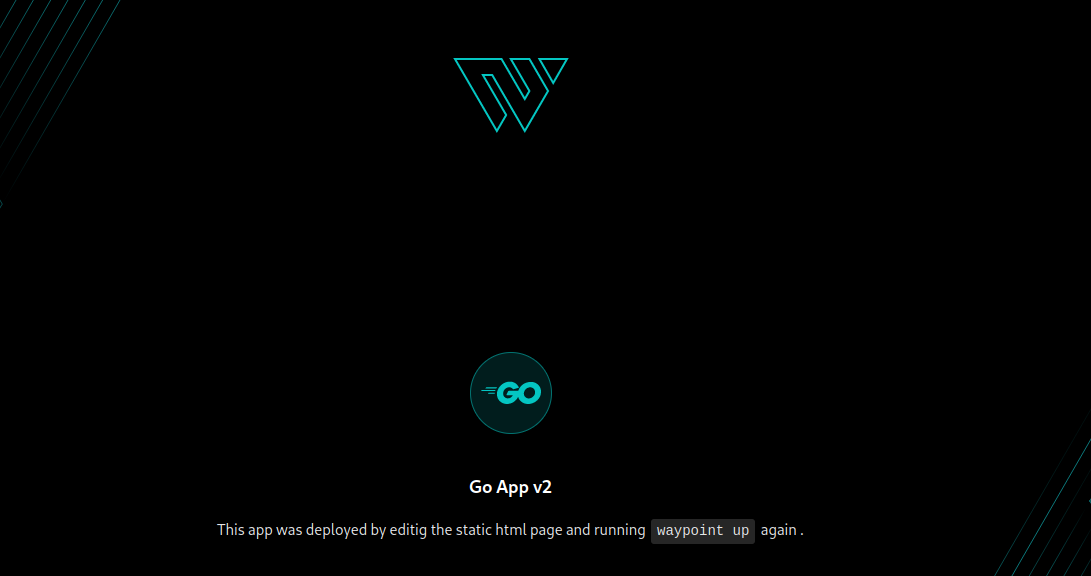 GO
Go App v2
This app was deployed by editig the static html page and running waypoint up again .